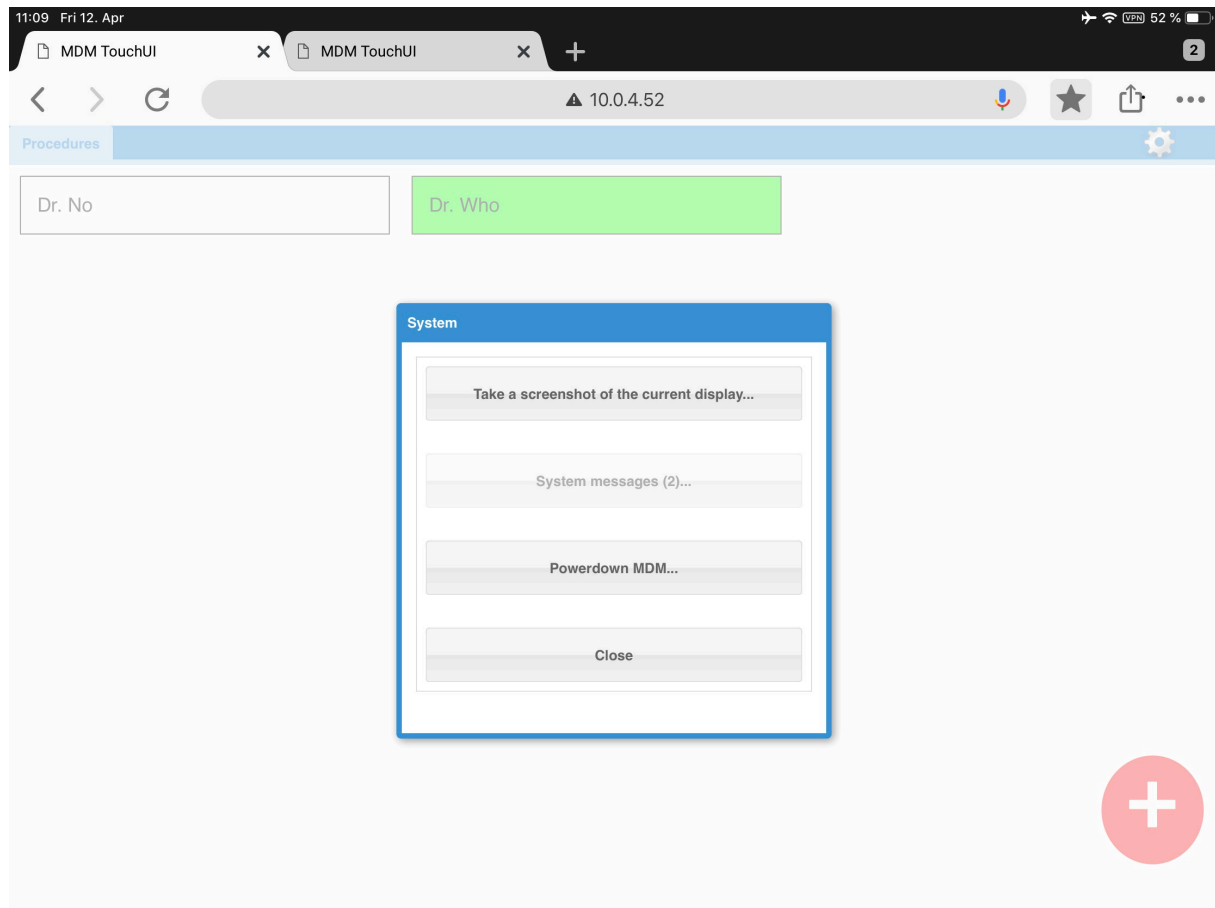 11:09 Fri 12. Apr
VPN 52 %
MDM TouchUI
MDM TouchUI
2
10.0.4.52
Procedures
Dr. No
Dr. Who
System
Take a screenshot of the current display...
System messages (2)...
Powerdown MDM...
Close